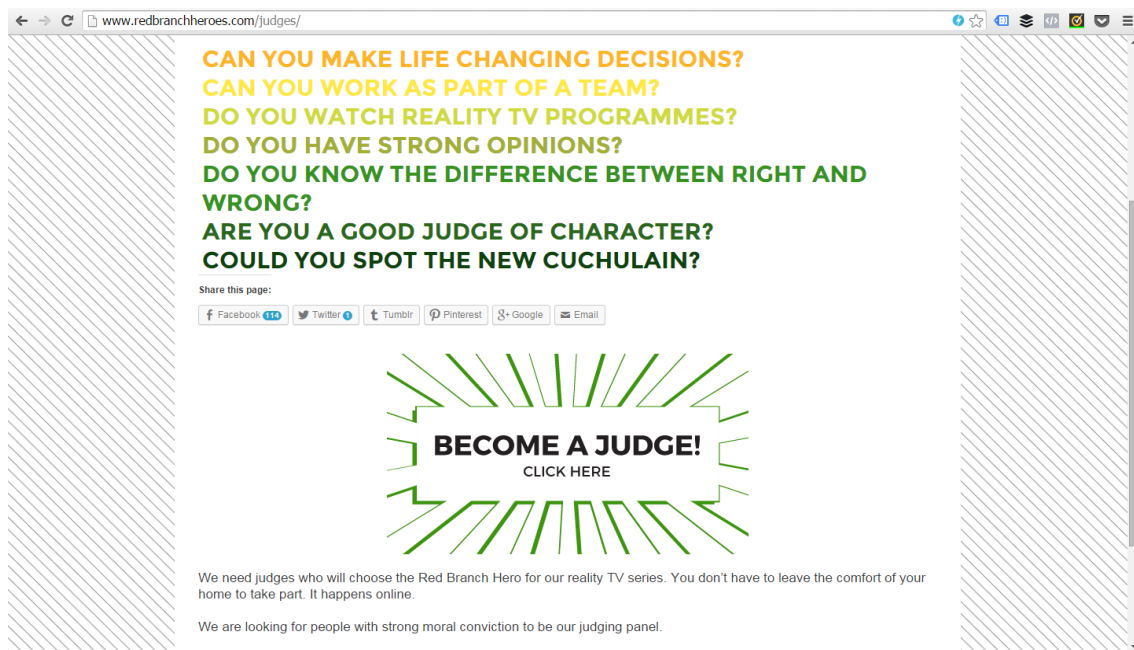 www.redbranchheroes.com/judges/
CAN YOU MAKE LIFE CHANGING DECISIONS?
CAN YOU WORK AS PART OF A TEAM?
DO YOU WATCH REALITY TV PROGRAMMES?
DO YOU HAVE STRONG OPINIONS?
DO YOU KNOW THE DIFFERENCE BETWEEN RIGHT AND
WRONG?
ARE YOU A GOOD JUDGE OF CHARACTER?
COULD YOU SPOT THE NEW CUCHULAIN?
Share this page:
Facebook 114 Twitter 1 Tumblr Pinterest Google Email
BECOME A JUDGE!
CLICK HERE
We need judges who will choose the Red Branch Hero for our reality TV series. You don't have to leave the comfort of your
home to take part. It happens online.
We are looking for people with strong moral conviction to be our judging panel.